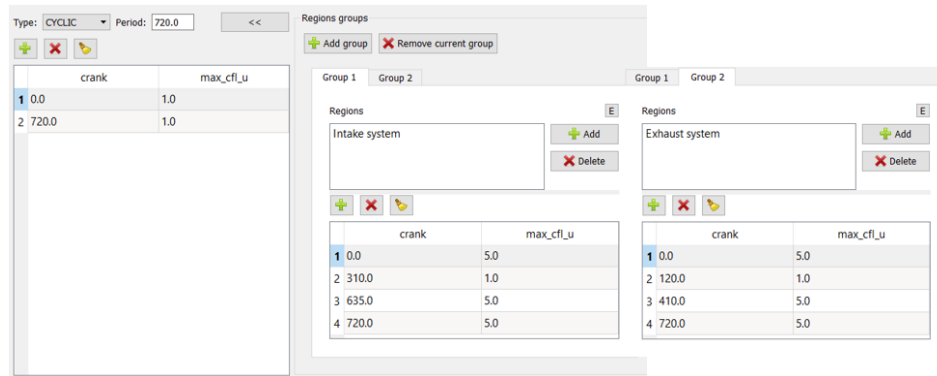 Type: CYCLIC Period: 720.0 <<
crank max_cfl_u
1 0.0 1.0
2 720.0 1.0
Regions groups
Add group Remove current group
Group 1 Group 2
Regions E
Intake system
Add
Delete
crank max_cfl_u
1 0.0 5.0
2 310.0 1.0
3 635.0 5.0
4 720.0 5.0
Group 1 Group 2
Regions E
Exhaust system
Add
Delete
crank max_cfl_u
1 0.0 5.0
2 120.0 1.0
3 410.0 5.0
4 720.0 5.0